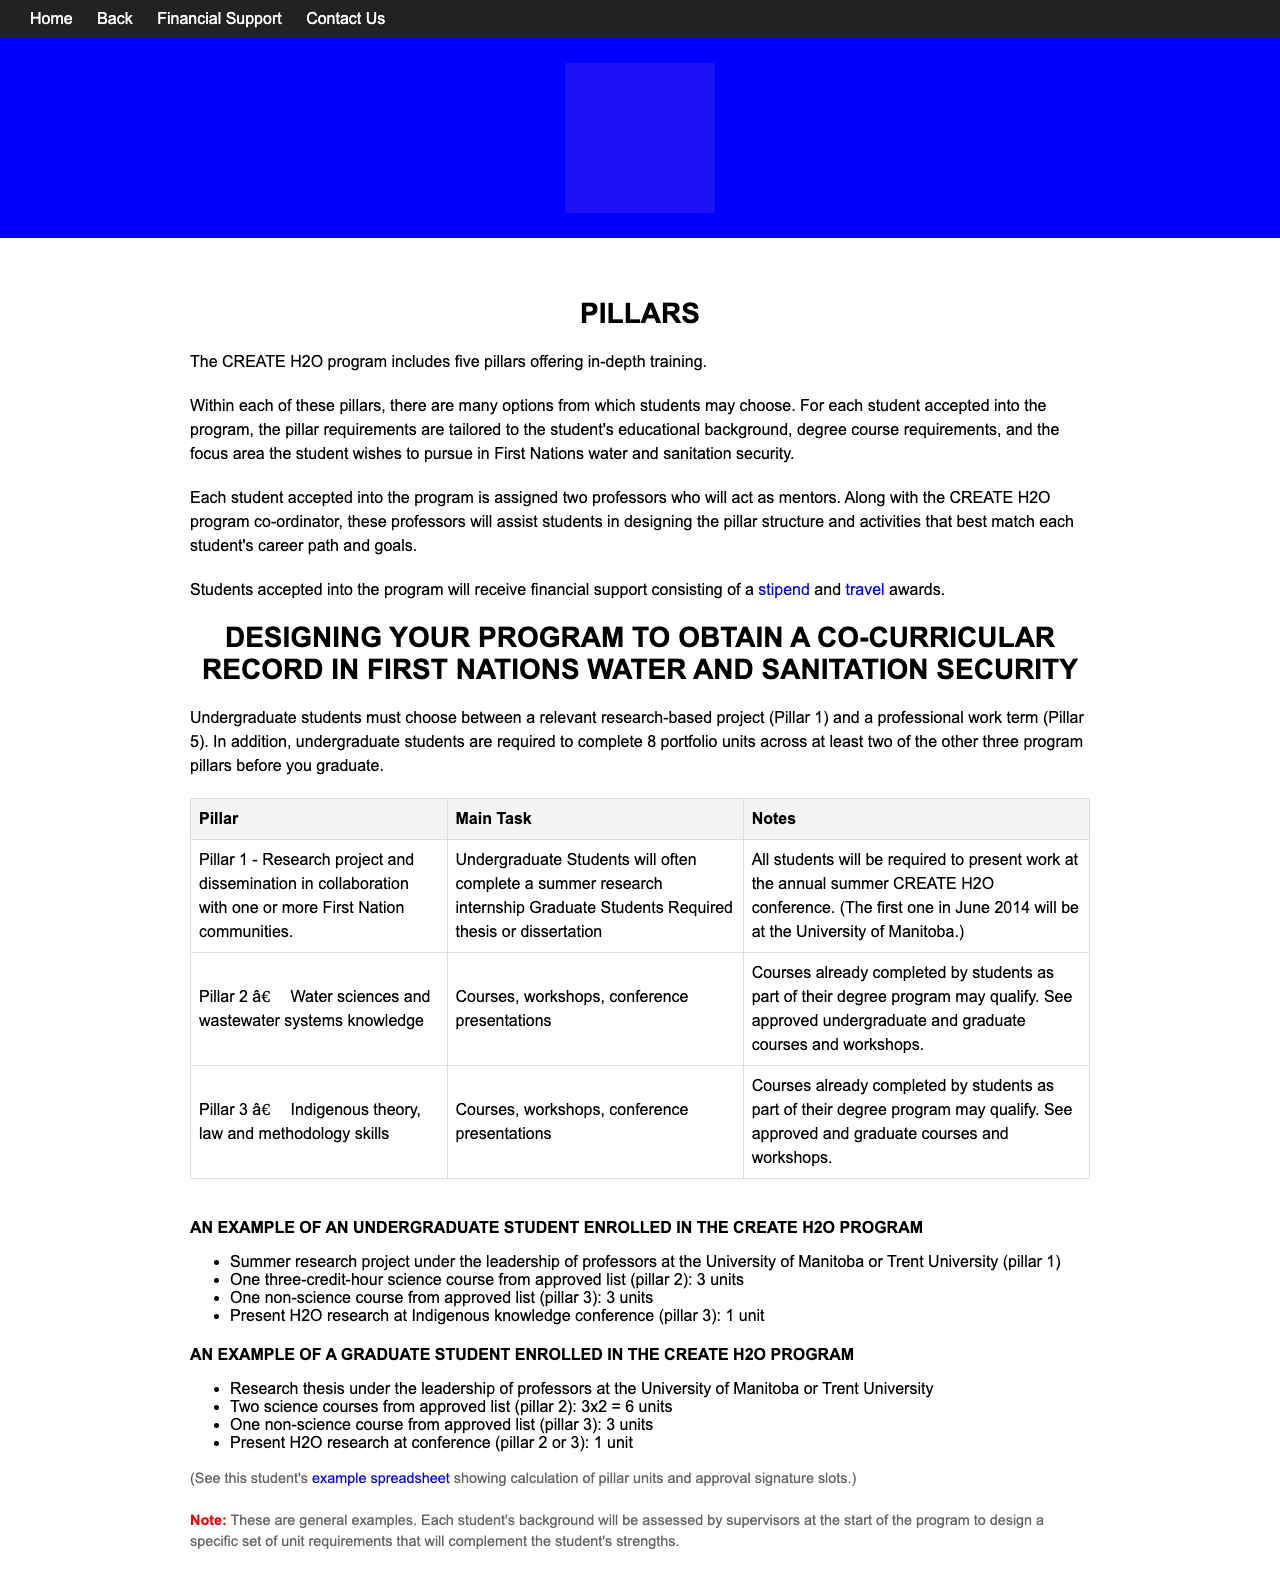 Home Back Financial Support Contact Us
PILLARS
The CREATE H2O program includes five pillars offering in-depth training.
Within each of these pillars, there are many options from which students may choose. For each student accepted into the
program, the pillar requirements are tailored to the student's educational background, degree course requirements, and the
focus area the student wishes to pursue in First Nations water and sanitation security.
Each student accepted into the program is assigned two professors who will act as mentors. Along with the CREATE H2O
program co-ordinator, these professors will assist students in designing the pillar structure and activities that best match each
student's career path and goals.
Students accepted into the program will receive financial support consisting of a stipend and travel awards.
DESIGNING YOUR PROGRAM TO OBTAIN A CO-CURRICULAR
RECORD IN FIRST NATIONS WATER AND SANITATION SECURITY
Undergraduate students must choose between a relevant research-based project (Pillar 1) and a professional work term (Pillar
5). In addition, undergraduate students are required to complete 8 portfolio units across at least two of the other three program
pillars before you graduate.
Pillar Main Task Notes
Pillar 1 - Research project and
dissemination in collaboration
with one or more First Nation
communities.
Undergraduate Students will often
complete a summer research
internship Graduate Students Required
thesis or dissertation
All students will be required to present work at
the annual summer CREATE H2O
conference. (The first one in June 2014 will be
at the University of Manitoba.)
Pillar 2 â€ Water sciences and
wastewater systems knowledge
Courses, workshops, conference
presentations
Courses already completed by students as
part of their degree program may qualify. See
approved undergraduate and graduate
courses and workshops.
Pillar 3 â€ Indigenous theory,
law and methodology skills
Courses, workshops, conference
presentations
Courses already completed by students as
part of their degree program may qualify. See
approved and graduate courses and
workshops.
AN EXAMPLE OF AN UNDERGRADUATE STUDENT ENROLLED IN THE CREATE H2O PROGRAM
• Summer research project under the leadership of professors at the University of Manitoba or Trent University (pillar 1)
• One three-credit-hour science course from approved list (pillar 2): 3 units
• One non-science course from approved list (pillar 3): 3 units
• Present H2O research at Indigenous knowledge conference (pillar 3): 1 unit
AN EXAMPLE OF A GRADUATE STUDENT ENROLLED IN THE CREATE H2O PROGRAM
• Research thesis under the leadership of professors at the University of Manitoba or Trent University
• Two science courses from approved list (pillar 2): 3x2 = 6 units
• One non-science course from approved list (pillar 3): 3 units
• Present H2O research at conference (pillar 2 or 3): 1 unit
(See this student's example spreadsheet showing calculation of pillar units and approval signature slots.)
Note: These are general examples. Each student's background will be assessed by supervisors at the start of the program to design a
specific set of unit requirements that will complement the student's strengths.